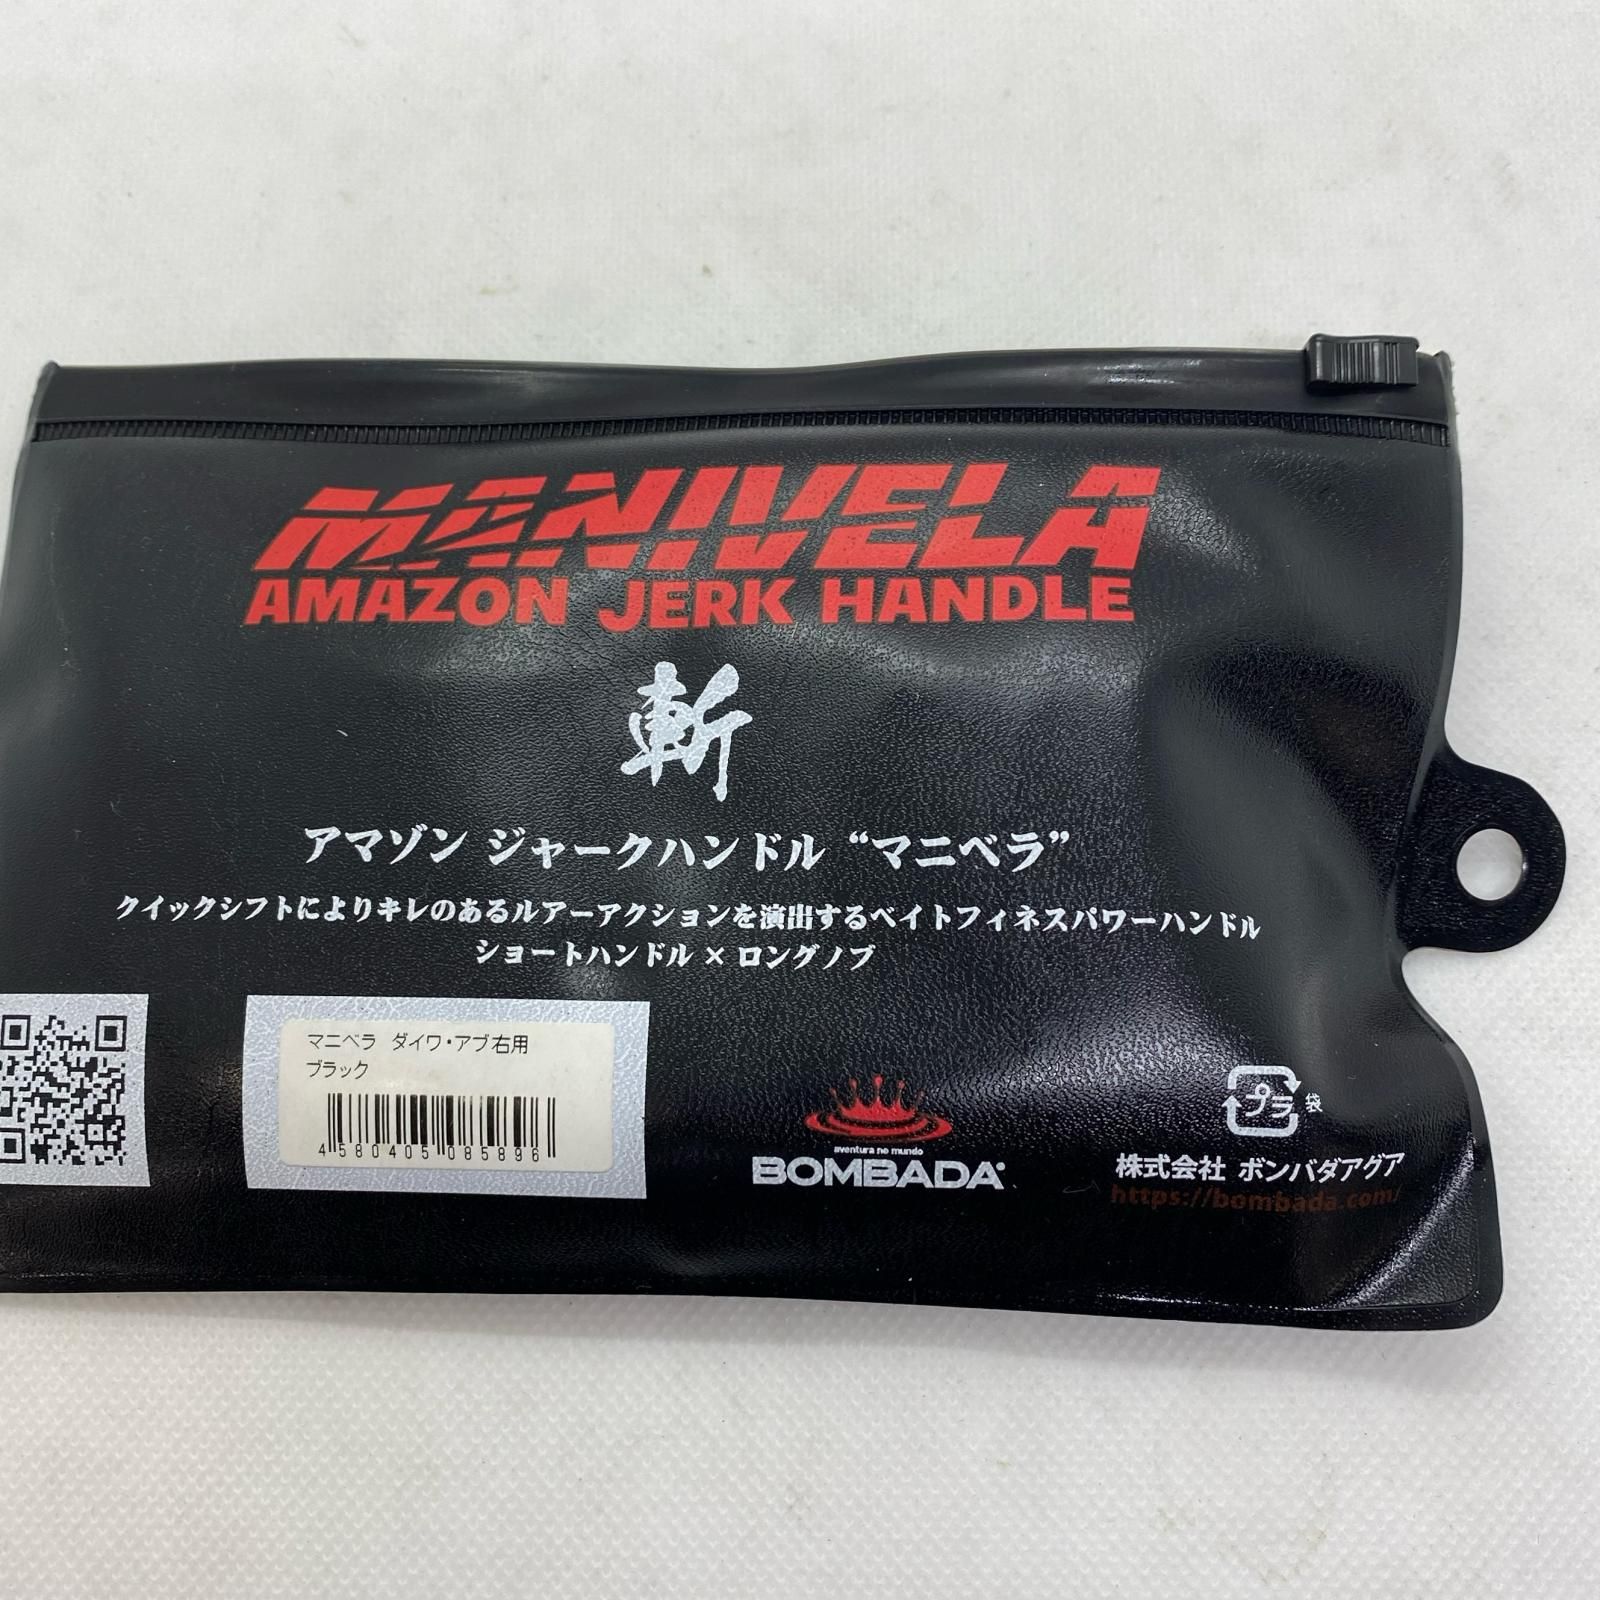 MANIVELA
AMAZON JERK HANDLE
斬
アマゾン ジャークハンドル “マニベラ”
クイックシフトによりキレのあるルアーアクションを演出するベイトフィネスパワーハンドル
ショートハンドル × ロングノブ
マニベラ ダイワ・アブ右用
ブラック
4 580405 085896
aventura no mundo
BOMBADA
プラ 袋
株式会社 ボンバダアグア
https://bombada.com/